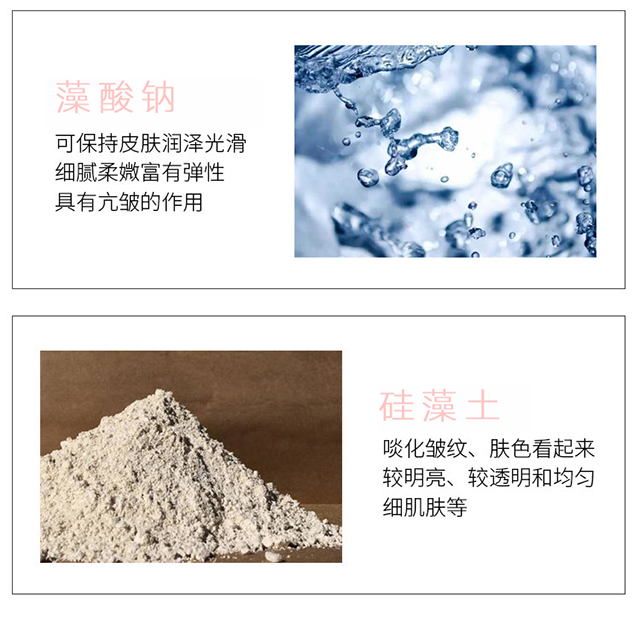 藻酸钠
可保持皮肤润泽光滑
细腻柔媺富有弹性
具有亢皱的作用
硅藻土
啖化皱纹、肤色看起来
较明亮、较透明和均匀
细肌肤等